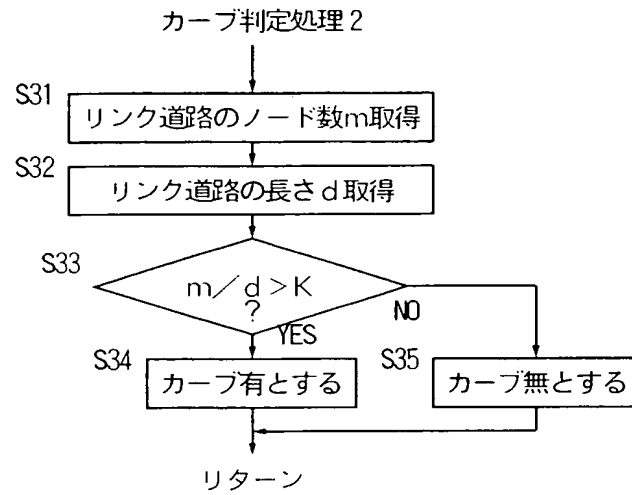 カーブ判定処理2
S31
リンク道路のノード数m取得
S32
リンク道路の長さd取得
S33
m/d>K
?
YES
NO
S34
カーブ有とする
S35
カーブ無とする
リターン